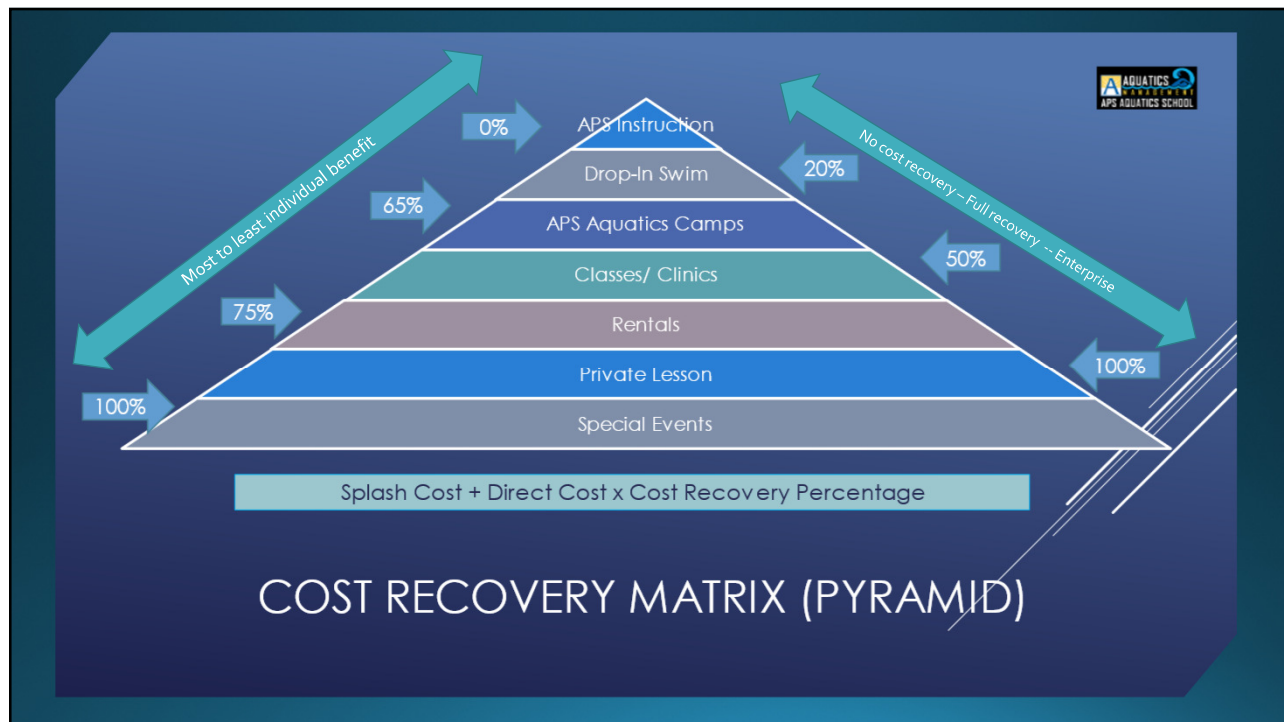 AQUATICS
MANAGEMENT
APS AQUATICS SCHOOL
Most to least individual benefit
No cost recovery – Full recovery -- Enterprise
0%
APS Instruction
Drop-In Swim
20%
65%
APS Aquatics Camps
Classes/ Clinics
50%
75%
Rentals
Private Lesson
100%
100%
Special Events
Splash Cost + Direct Cost x Cost Recovery Percentage
COST RECOVERY MATRIX (PYRAMID)